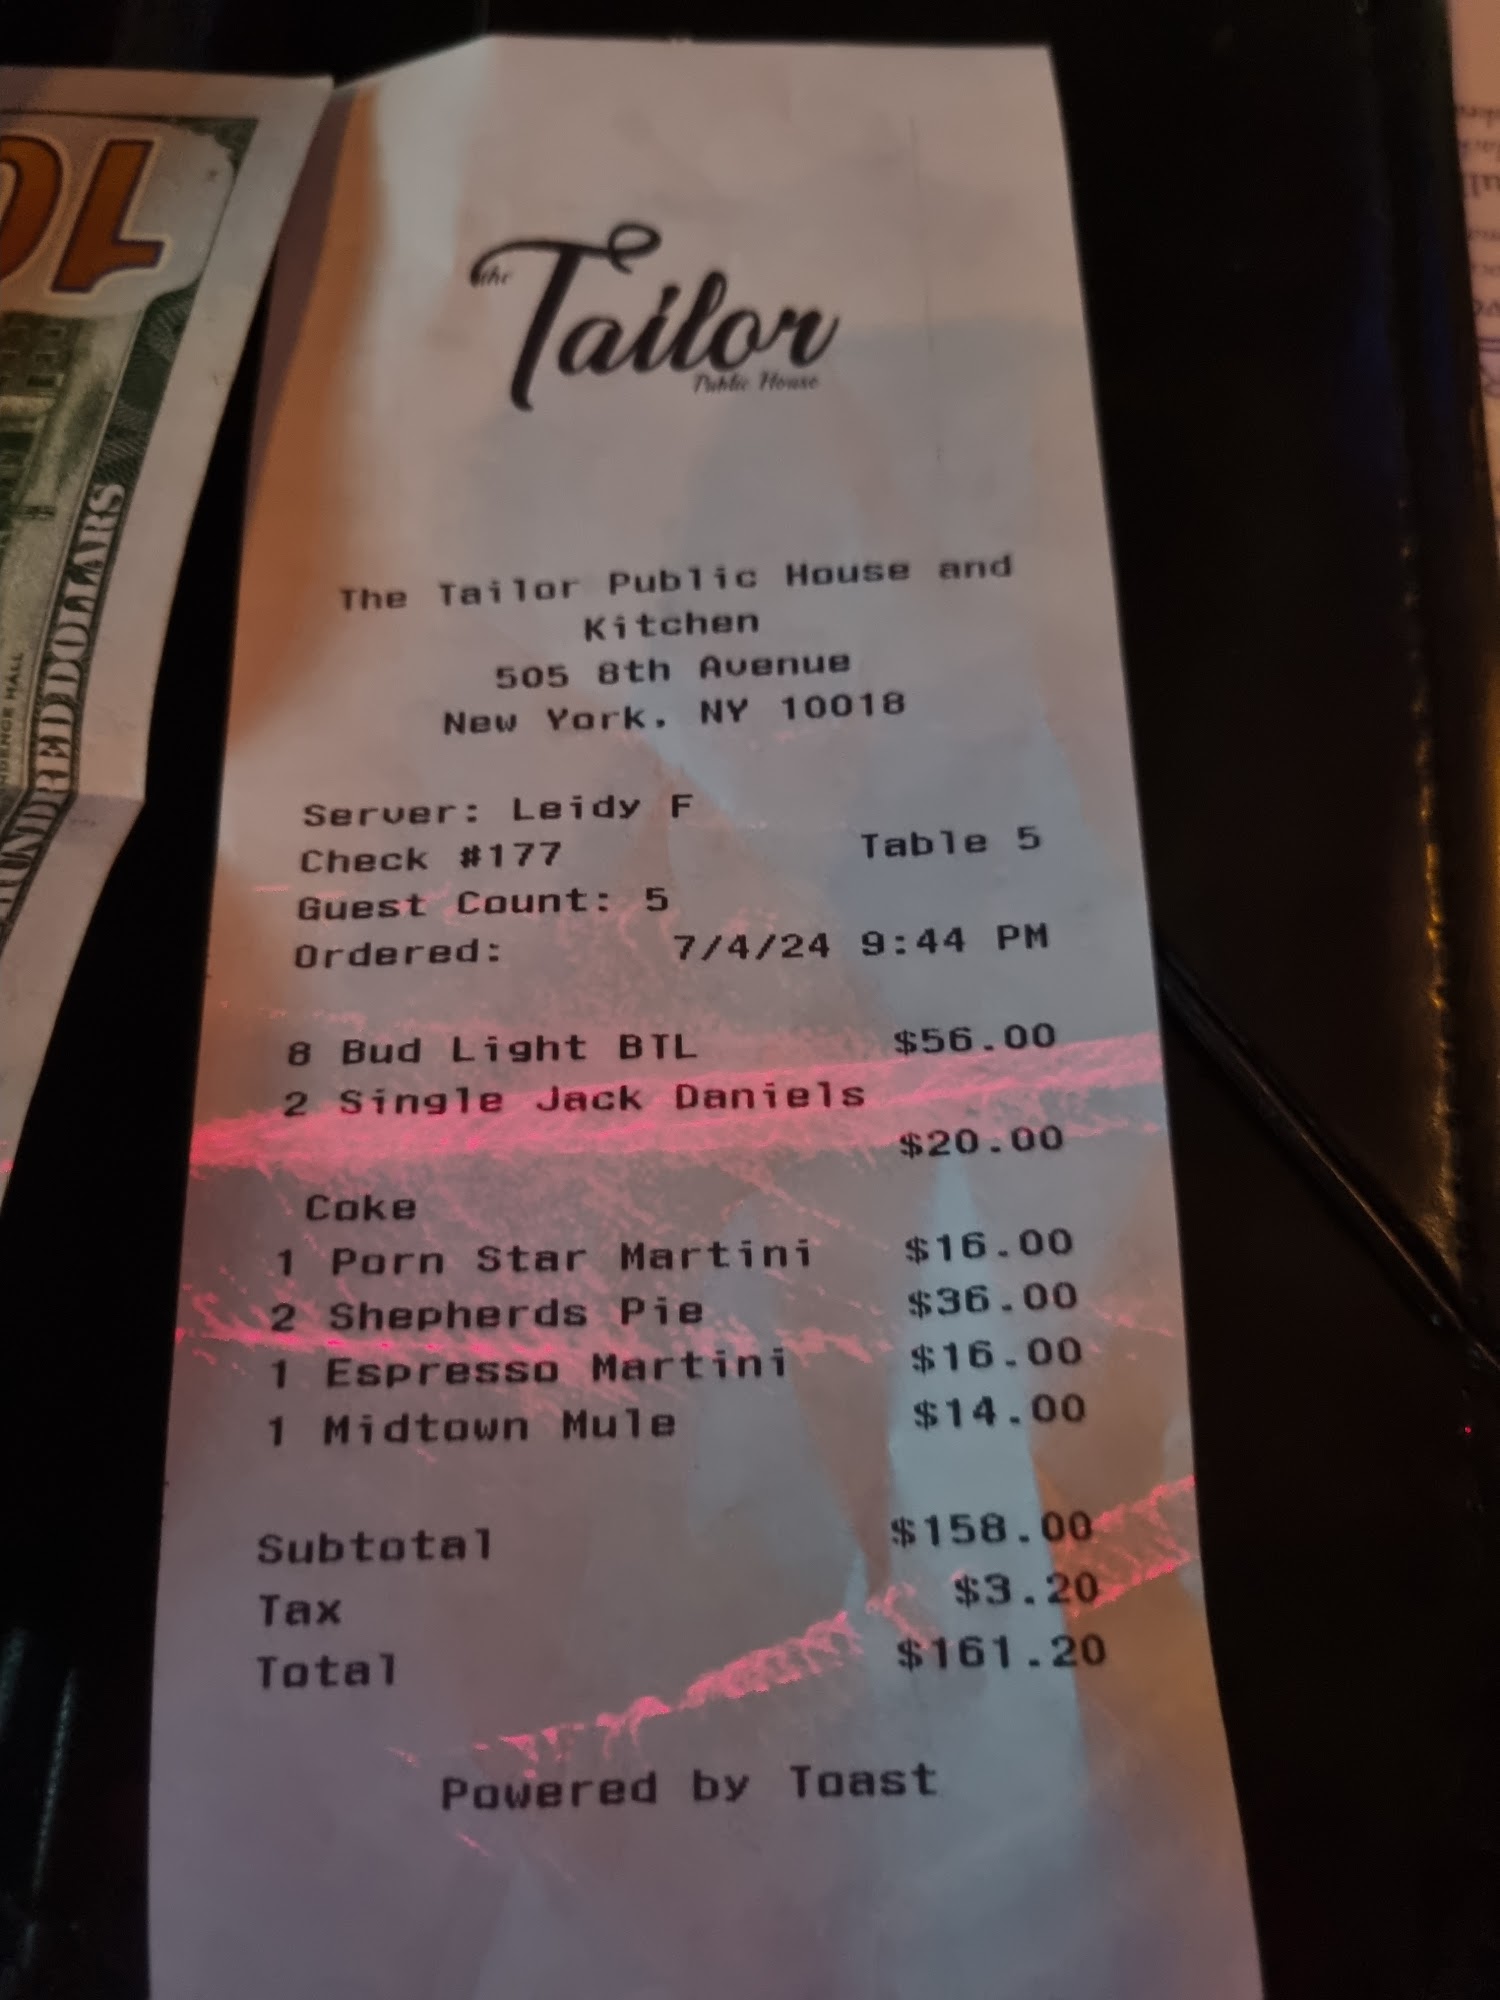 HUNDRED DOLLARS
the
Tailor
Public House
The Tailor Public House and
Kitchen
505 8th Avenue
New York, NY 10018
Server: Leidy F
Check #177 Table 5
Guest Count: 5
Ordered: 7/4/24 9:44 PM
8 Bud Light BTL $56.00
2 Single Jack Daniels
$20.00
Coke
1 Porn Star Martini $16.00
2 Shepherds Pie $36.00
1 Espresso Martini $16.00
1 Midtown Mule $14.00
Subtotal $158.00
Tax $3.20
Total $161.20
Powered by Toast